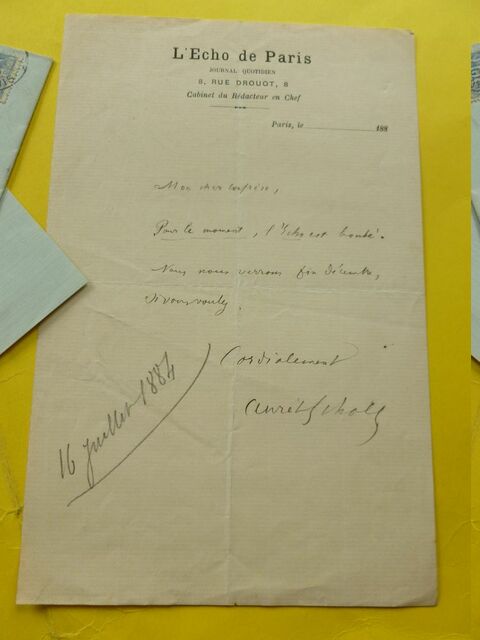 L'Echo de Paris
JOURNAL QUOTIDIEN
8, RUE DROUOT, 8
Cabinet du Rédacteur en Chef
Paris, le 188
Mon cher confrère,
Pour le moment, l'Echo est bondé.
Nous nous verrons fin Décembre,
si vous voulez.
Cordialement
Aurél Scholl
16 Juillet 1884